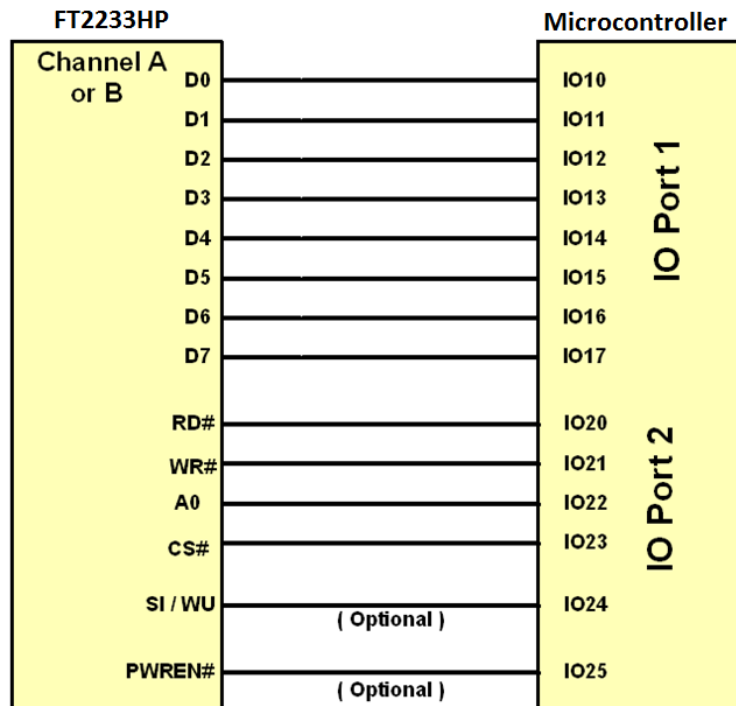 FT2233HP
Microcontroller
Channel A
or B
D0
IO10
D1
IO11
D2
IO12
D3
IO13
D4
IO14
D5
IO15
D6
IO16
D7
IO17
IO Port 1
RD#
IO20
WR#
IO21
A0
IO22
CS#
IO23
SI / WU
( Optional )
IO24
PWREN#
( Optional )
IO25
IO Port 2